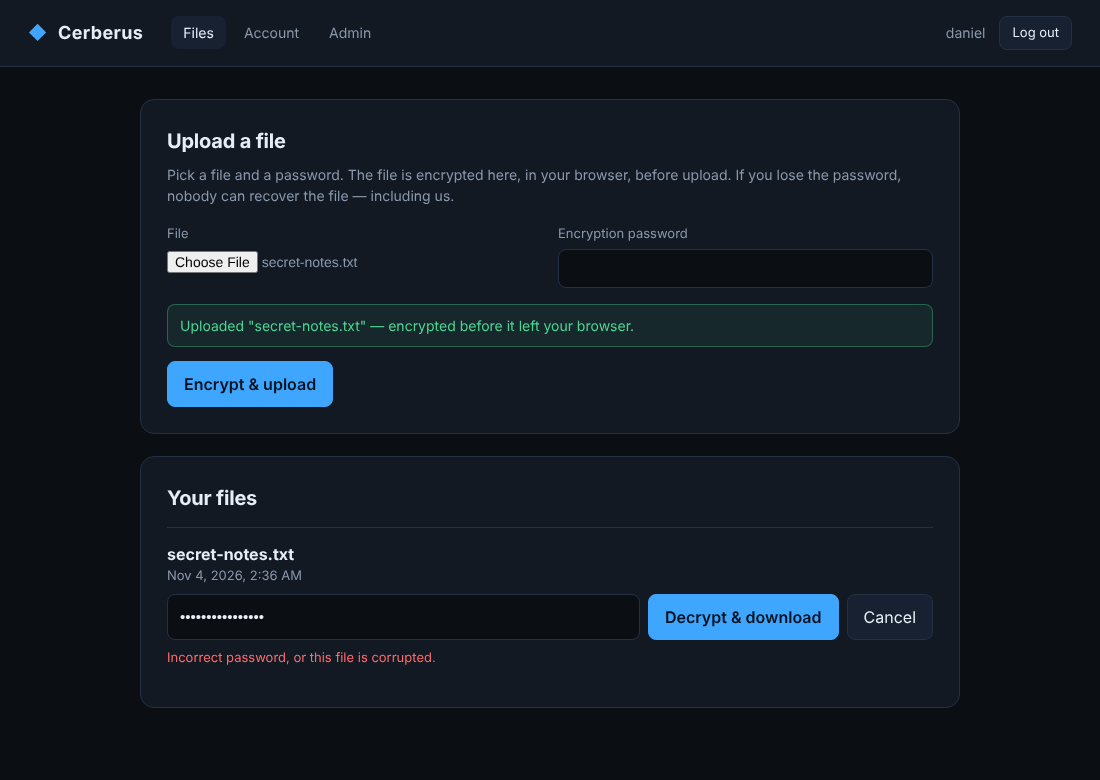 Cerberus Files Account Admin daniel Log out
Upload a file
Pick a file and a password. The file is encrypted here, in your browser, before upload. If you lose the password,
nobody can recover the file — including us.
File Encryption password
Choose File secret-notes.txt
Uploaded "secret-notes.txt" — encrypted before it left your browser.
Encrypt & upload
Your files
secret-notes.txt
Nov 4, 2026, 2:36 AM
•••••••••••••••• Decrypt & download Cancel
Incorrect password, or this file is corrupted.